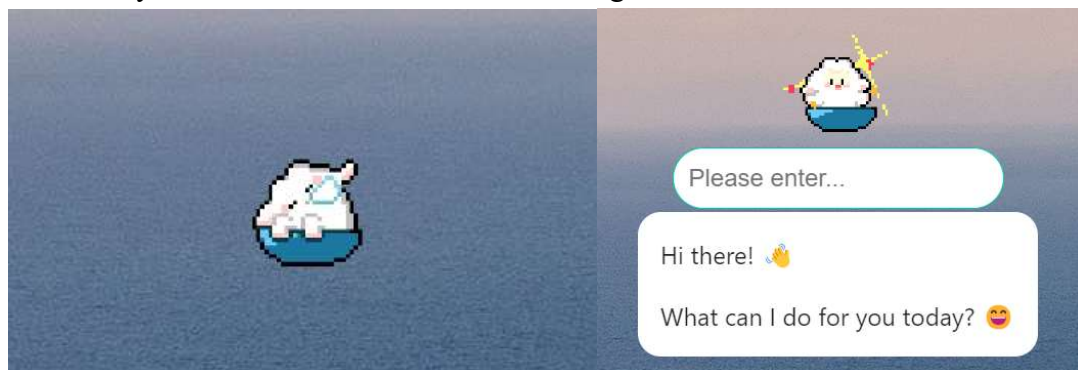 Please enter...
Hi there! 👋
What can I do for you today? 😄